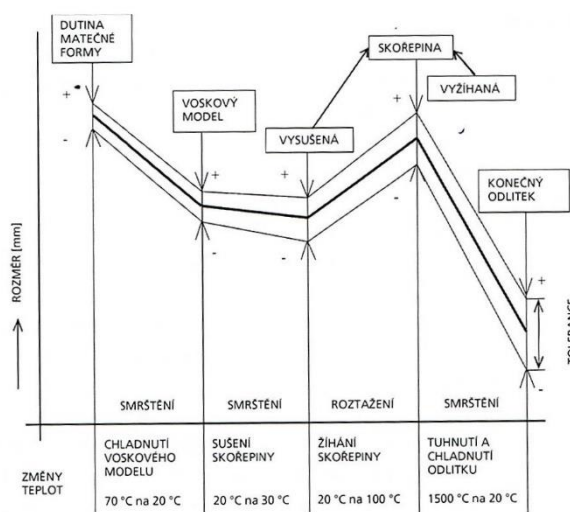 DUTINA
MATEČNÉ
FORMY
VOSKOVÝ
MODEL
SKOŘEPINA
VYSUŠENÁ
VYŽÍHANÁ
KONEČNÝ
ODLITEK
+
-
+
-
+
-
+
-
+
-
ROZMĚR [mm]
TOLERANCE
SMRŠTĚNÍ
SMRŠTĚNÍ
ROZTAŽENÍ
SMRŠTĚNÍ
ZMĚNY
TEPLOT
CHLADNUTÍ
VOSKOVÉHO
MODELU
70 °C na 20 °C
SUŠENÍ
SKOŘEPINY
20 °C na 30 °C
ŽÍHÁNÍ
SKOŘEPINY
20 °C na 100 °C
TUHNUTÍ A
CHLADNUTÍ
ODLITKU
1500 °C na 20 °C